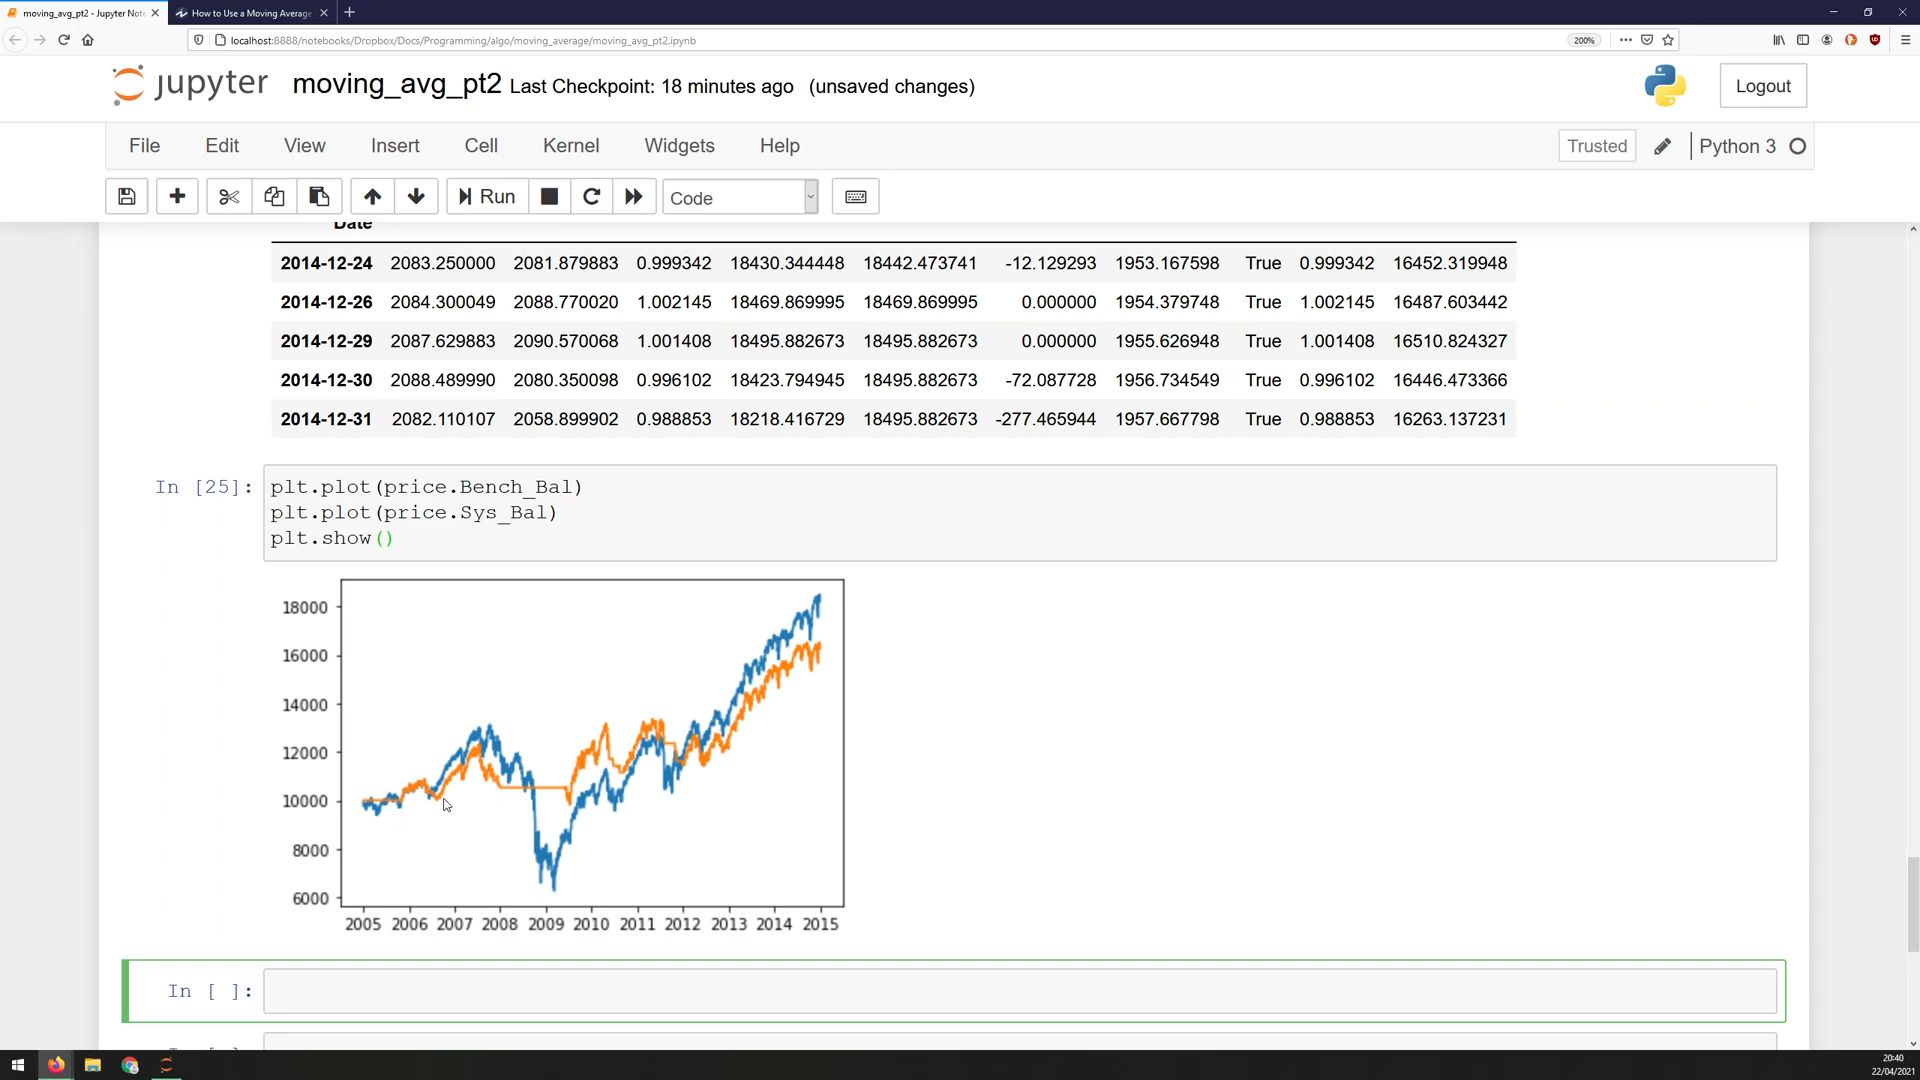 moving_avg_pt2 - Jupyter Note
How to Use a Moving Average
localhost:8888/notebooks/Dropbox/Docs/Programming/algo/moving_average/moving_avg_pt2.ipynb
200%
jupyter
moving_avg_pt2 Last Checkpoint: 18 minutes ago (unsaved changes)
Logout
File Edit View Insert Cell Kernel Widgets Help
Trusted
Python 3
Run
Code
Date
2014-12-24 2083.250000 2081.879883 0.999342 18430.344448 18442.473741 -12.129293 1953.167598 True 0.999342 16452.319948
2014-12-26 2084.300049 2088.770020 1.002145 18469.869995 18469.869995 0.000000 1954.379748 True 1.002145 16487.603442
2014-12-29 2087.629883 2090.570068 1.001408 18495.882673 18495.882673 0.000000 1955.626948 True 1.001408 16510.824327
2014-12-30 2088.489990 2080.350098 0.996102 18423.794945 18495.882673 -72.087728 1956.734549 True 0.996102 16446.473366
2014-12-31 2082.110107 2058.899902 0.988853 18218.416729 18495.882673 -277.465944 1957.667798 True 0.988853 16263.137231
In [25]:
plt.plot(price.Bench_Bal)
plt.plot(price.Sys_Bal)
plt.show()
18000
16000
14000
12000
10000
8000
6000
2005 2006 2007 2008 2009 2010 2011 2012 2013 2014 2015
In [ ]:
20:40
22/04/2021